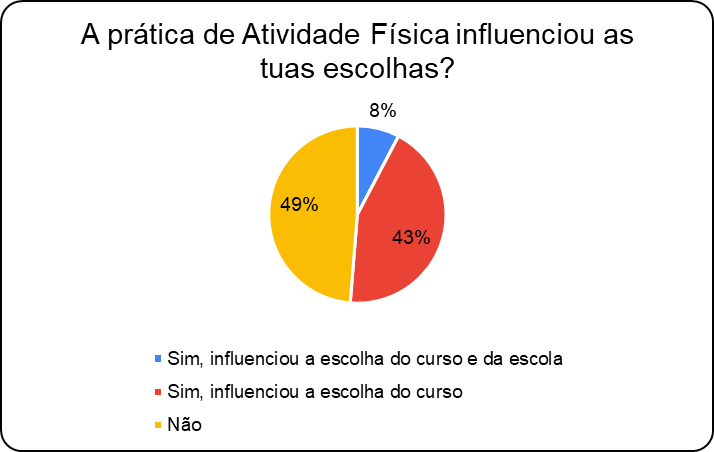 A prática de Atividade Física influenciou as
tuas escolhas?
8%
49%
43%
Sim, influenciou a escolha do curso e da escola
Sim, influenciou a escolha do curso
Não